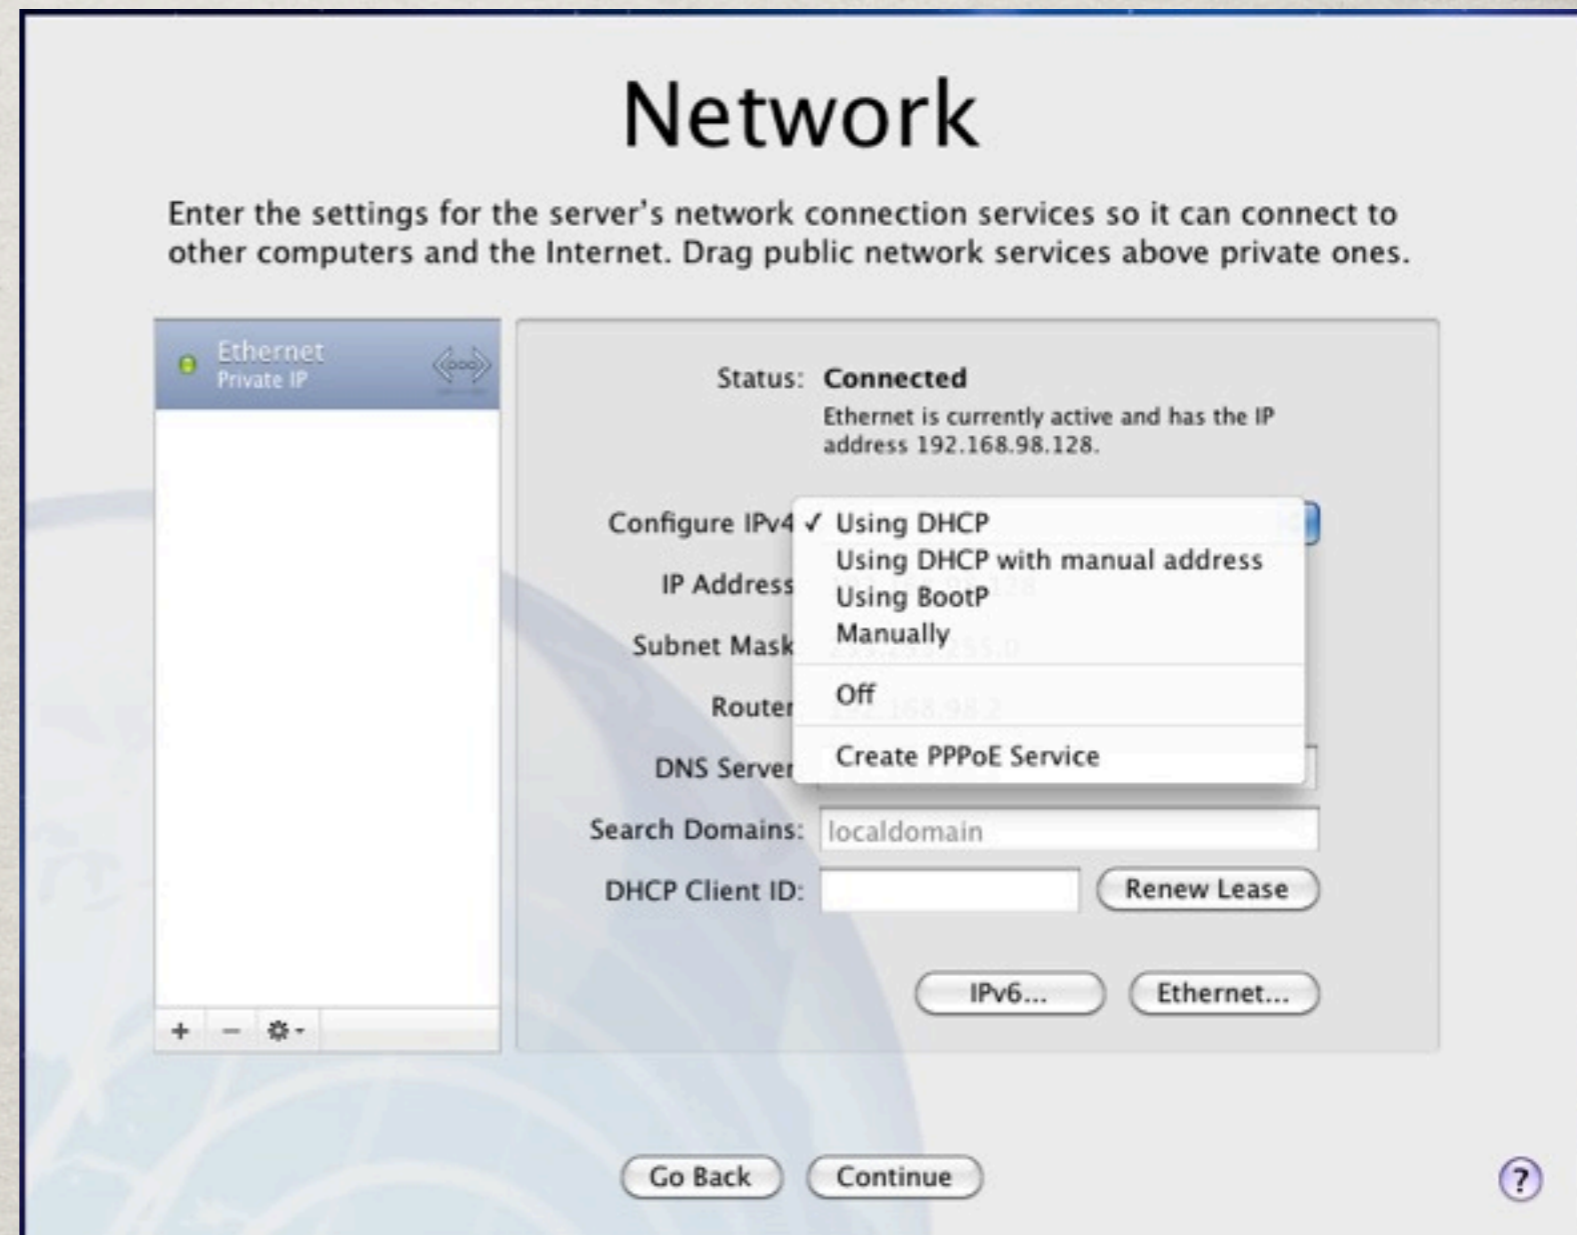 Network
Enter the settings for the server's network connection services so it can connect to
other computers and the Internet. Drag public network services above private ones.
Ethernet
Private IP
Status: Connected
Ethernet is currently active and has the IP
address 192.168.98.128.
Configure IPv4 ✓ Using DHCP
Using DHCP with manual address
IP Address
Using BootP
Manually
Subnet Mask
Off
Router 192.168.98.2
Create PPPoE Service
DNS Server
Search Domains: localdomain
DHCP Client ID: Renew Lease
IPv6... Ethernet...
+ − 
Go Back Continue
?